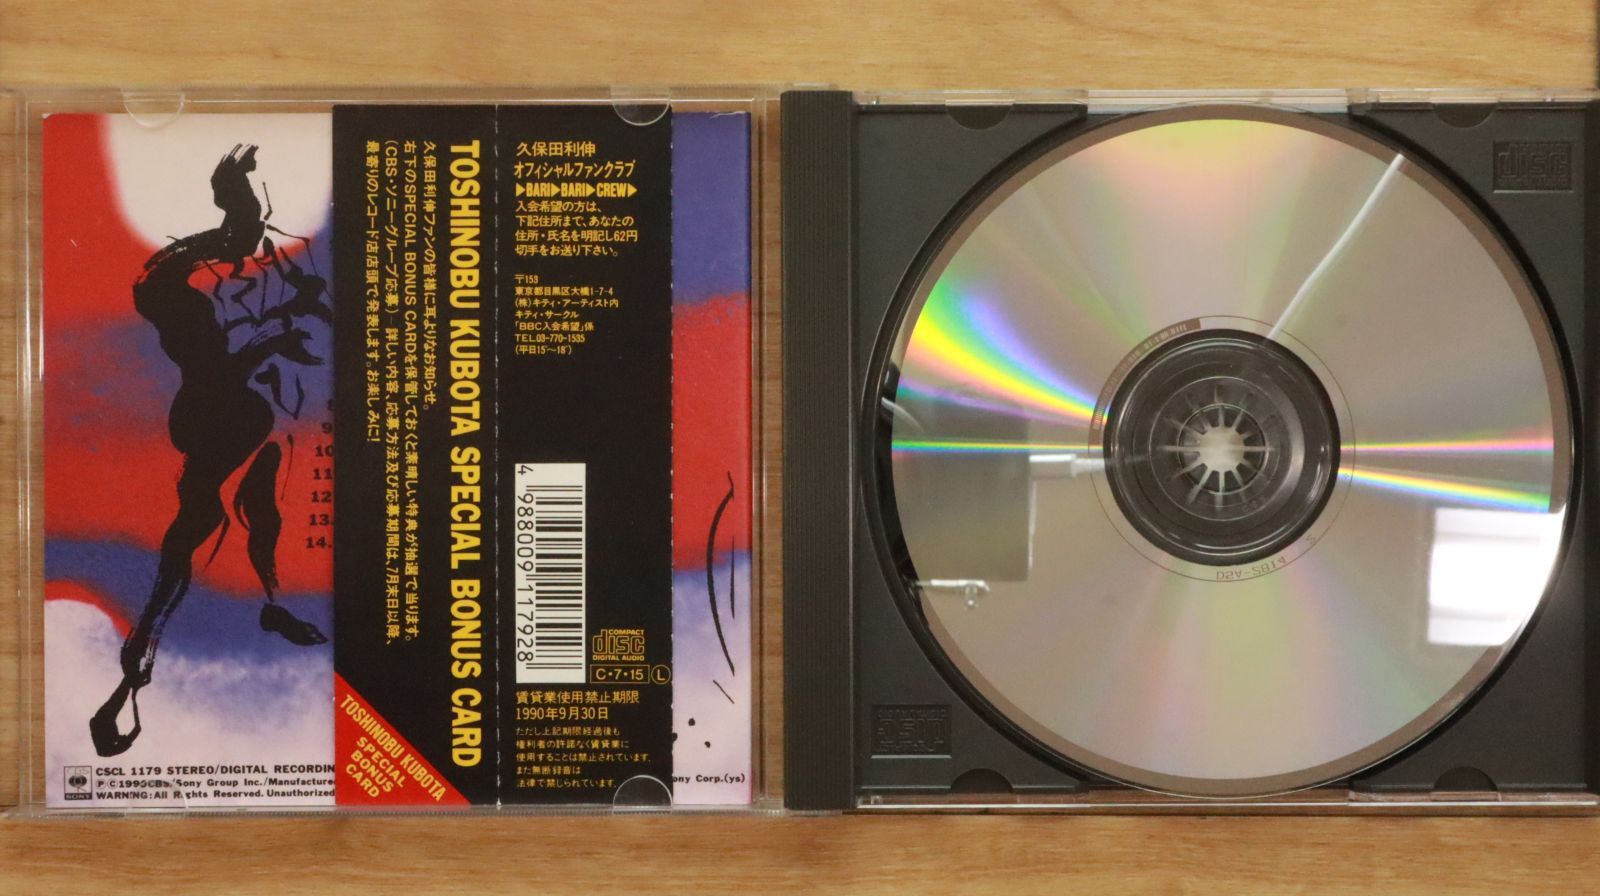 8
9
10
11
12
13.
14.
CBS
SONY
CSCL 1179 STEREO/DIGITAL RECORDIN
ⓅⒸ1990CBS/Sony Group Inc./Manufacture
WARNING: All Rights Reserved. Unauthorized
ony Corp.(ys)
TOSHINOBU KUBOTA SPECIAL BONUS CARD
久保田利伸ファンの皆様に耳よりなお知らせ。
右下のSPECIAL BONUS CARDを保管しておくと素晴しい特典が抽選で当ります。
(CBS・ソニーグループ応募) 詳しい内容、応募方法及び応募期間は、7月末日以降、
最寄りのレコード店店頭で発表します。お楽しみに!
TOSHINOBU KUBOTA
SPECIAL
BONUS
CARD
久保田利伸
オフィシャルファンクラブ
▶BARI▶BARI▶CREW▶
入会希望の方は、
下記住所まで、あなたの
住所・氏名を明記し62円
切手をお送り下さい。
〒153
東京都目黒区大橋1-7-4
(株)キティ・アーティスト内
キティ・サークル
「BBC入会希望」係
TEL.03-770-1535
(平日15°〜18°)
4 988009 117928
COMPACT
disc
DIGITAL AUDIO
C・7・15 Ⓛ
賃貸業使用禁止期限
1990年9月30日
ただし上記期限経過後も
権利者の許諾なく賃貸業に
使用することは禁止されています.
また無断録音は
法律で禁じられています.
disc